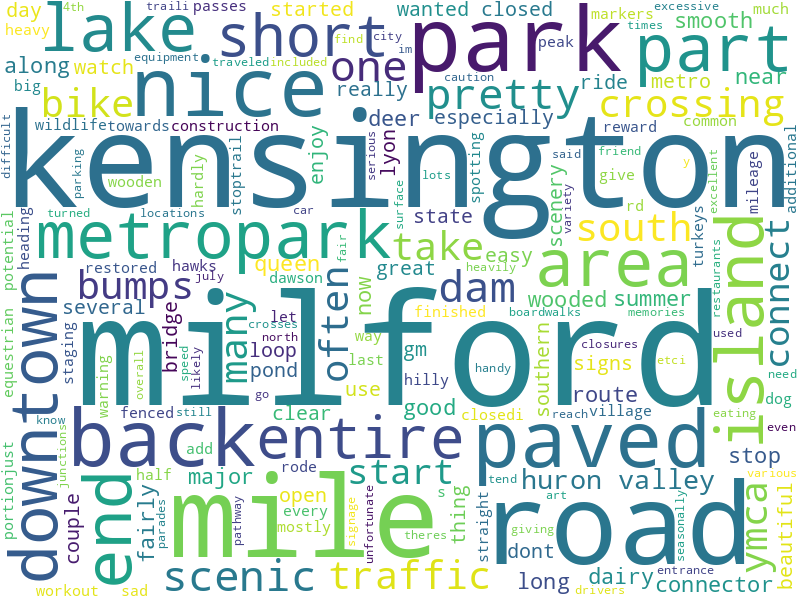 day
4th
traili
passes
wanted
closed
markers
excessive
much
started
smooth
times
various
heavy
lake
short
park
part
equipment
find
city
im
peak
along
watch
one
metro
near
big
nice
traveled
included
really
pretty
ride
caution
bike
deer
especially
crossing
difficult
wildlife
towards
construction
lyon
reward
common
kensington
parking
wooden
hardly
stoptrail
enjoy
serious
lots
spotting
said
friend
y
give
excellent
mileage
additional
locations
car
surface
state
variety
scenery
rd
heading
turned
metropark
take
easy
south
turkeys
potential
restored
hawks
july
queen
fair
great
area
dawson
heavily
wooded
summer
downtown
bumps
often
now
dam
island
connect
equestrian
several
many
finished
boardwalks
memories
restaurants
staging
bridge
let
crosses
north
way
gm
used
closures
milford
loop
last
hilly
handy
etci
southern
signs
need
warning
overall
speed
likely
pond
go
use
route
dog
know
fenced
still
clear
good
closedi
reach
village
eating
even
back
entire
paved
stop
portionjust
junctions
add
major
start
tend
huron valley
ymca
end
half
rode
mile
open
every
mostly
s
thing
art
road
beautiful
couple
fairly
parades
pathway
signage
unfortunate
theres
straight
giving
dont
seasonally
scenic
traffic
long
dairy
entrance
connector
workout
sad
drivers